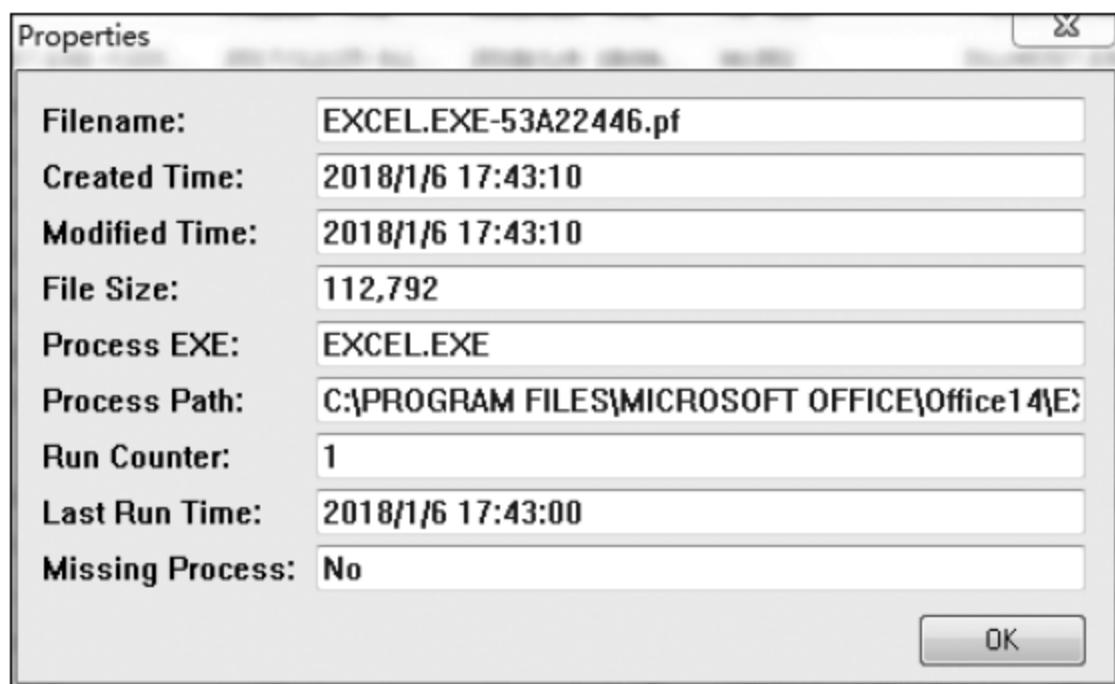 Properties
Filename: EXCEL.EXE-53A22446.pf
Created Time: 2018/1/6 17:43:10
Modified Time: 2018/1/6 17:43:10
File Size: 112,792
Process EXE: EXCEL.EXE
Process Path: C:\PROGRAM FILES\MICROSOFT OFFICE\Office14\EX
Run Counter: 1
Last Run Time: 2018/1/6 17:43:00
Missing Process: No
OK